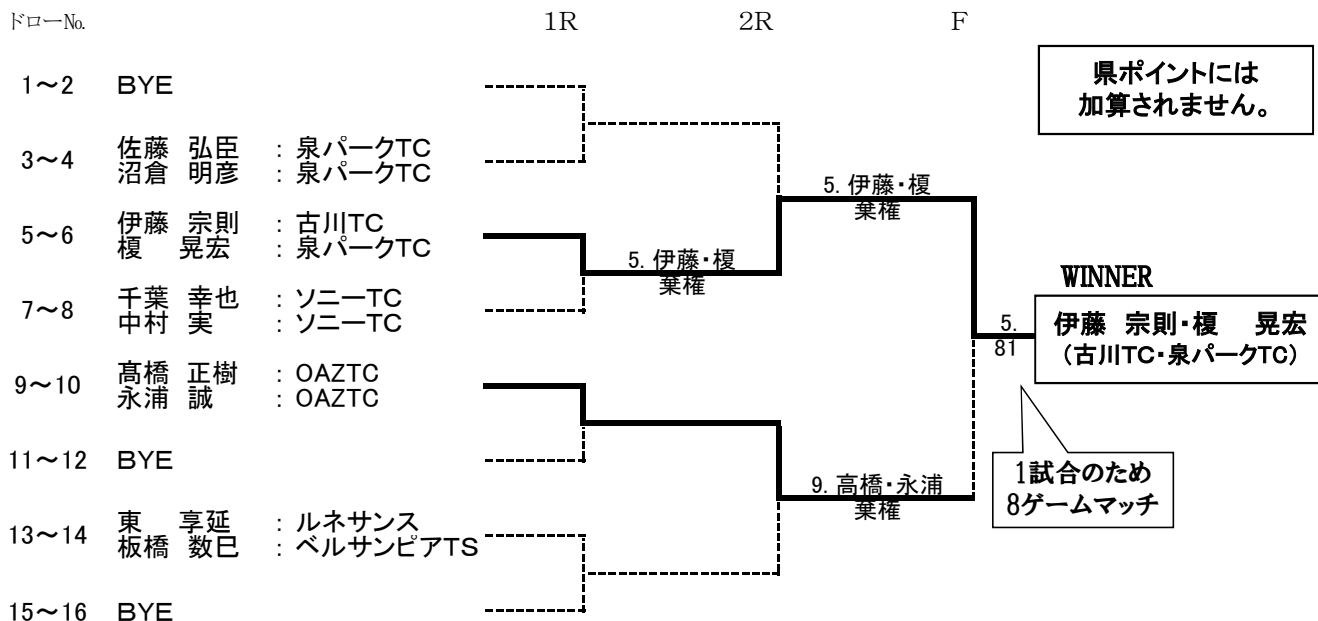 ドローNo. 1R 2R F
県ポイントには
加算されません。
1～2 BYE
3～4 佐藤 弘臣 : 泉パークTC
沼倉 明彦 : 泉パークTC
5. 伊藤・榎
棄権
5～6 伊藤 宗則 : 古川TC
榎 晃宏 : 泉パークTC
5. 伊藤・榎
棄権
7～8 千葉 幸也 : ソニーTC
中村 実 : ソニーTC
WINNER
5.
81
伊藤 宗則・榎 晃宏
(古川TC・泉パークTC)
9～10 髙橋 正樹 : OAZTC
永浦 誠 : OAZTC
11～12 BYE
9. 高橋・永浦
棄権
1試合のため
8ゲームマッチ
13～14 東 享延 : ルネサンス
板橋 数巳 : ベルサンピアTS
15～16 BYE